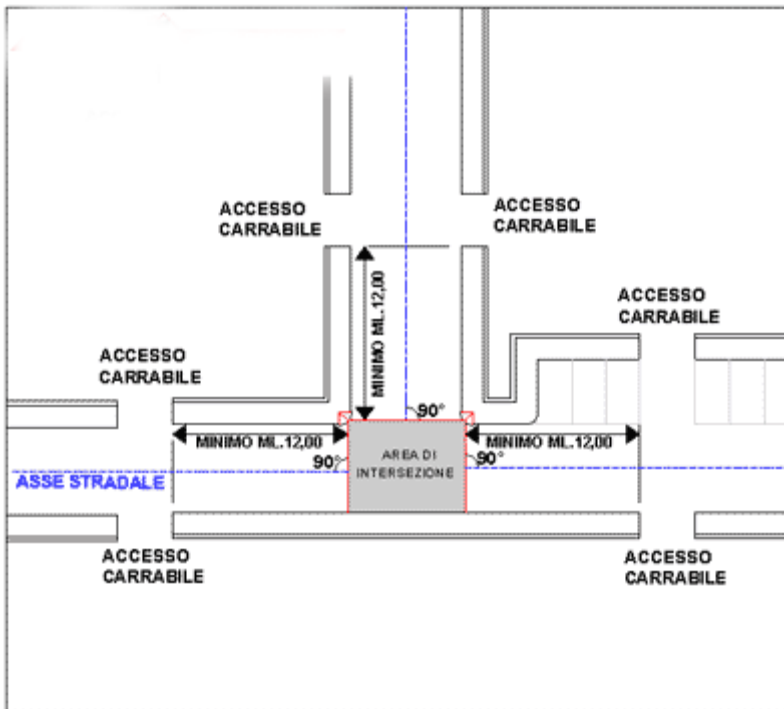 ACCESSO
CARRABILE
ACCESSO
CARRABILE
MINIMO ML.12,00
ACCESSO
CARRABILE
ACCESSO
CARRABILE
90°
MINIMO ML.12,00
MINIMO ML.12,00
90°
AREA DI
INTERSEZIONE
90°
ASSE STRADALE
ACCESSO
CARRABILE
ACCESSO
CARRABILE